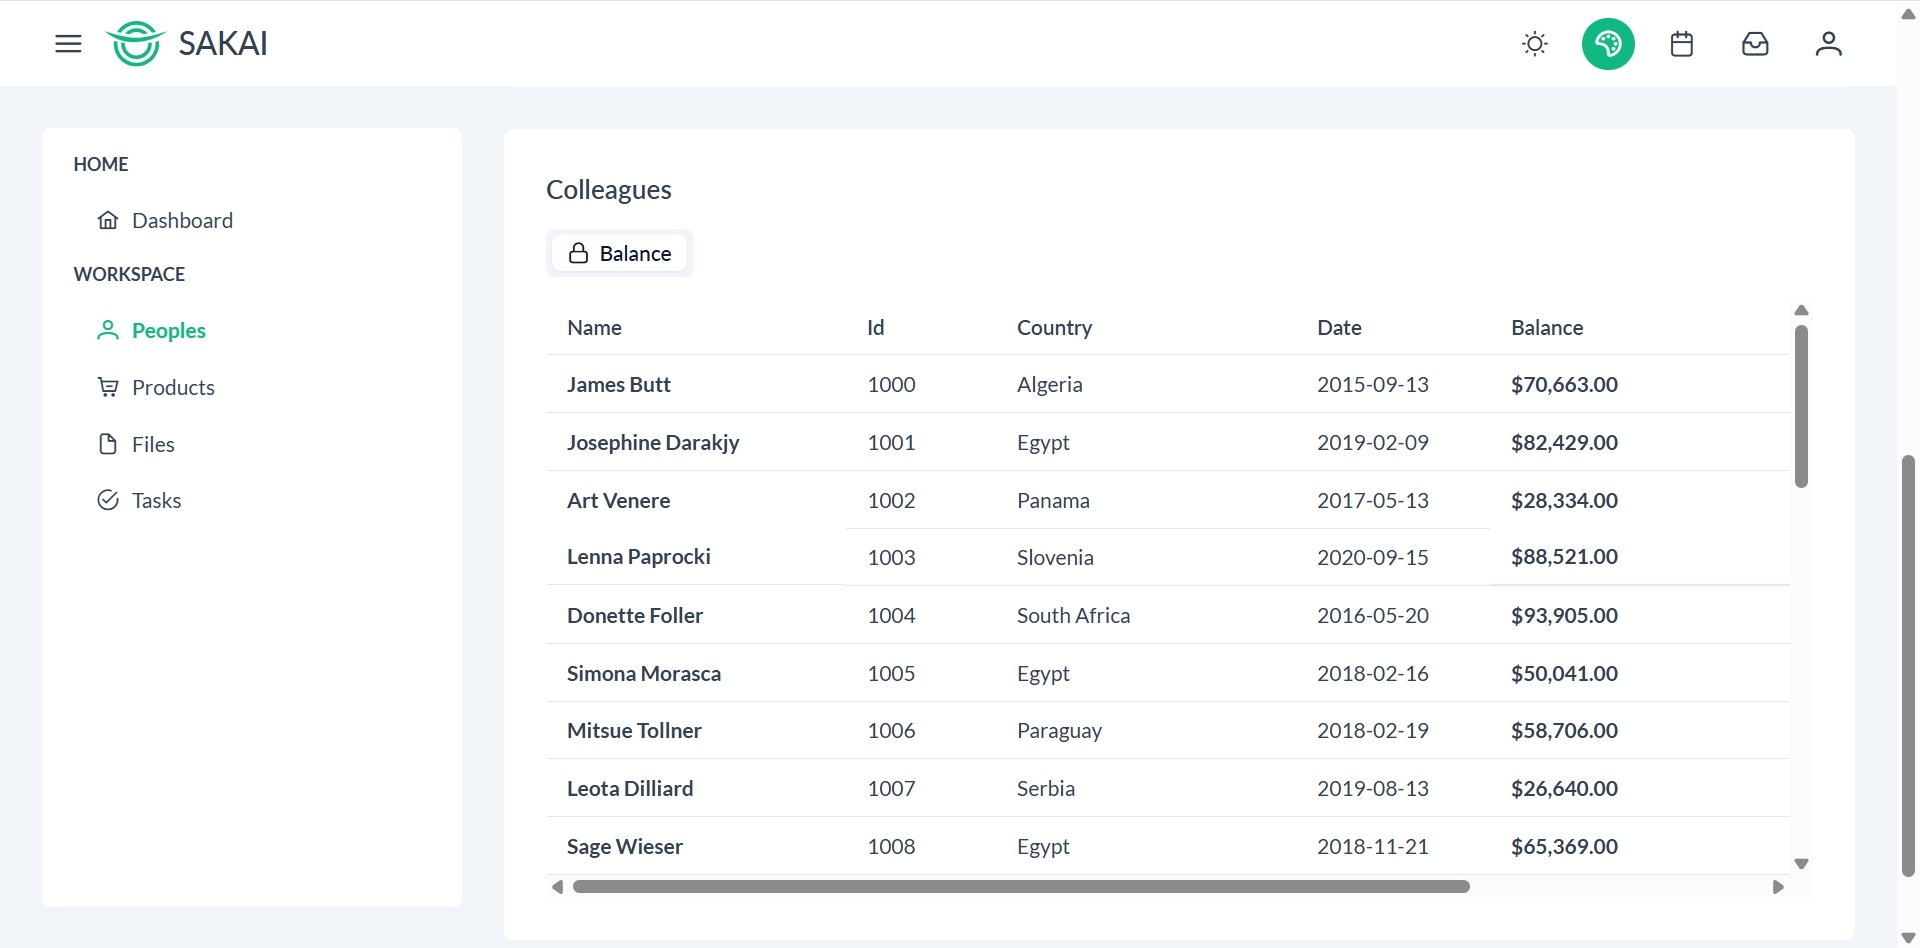 SAKAI
HOME
Dashboard
WORKSPACE
Peoples
Products
Files
Tasks
Colleagues
Balance
Name Id Country Date Balance
James Butt 1000 Algeria 2015-09-13 $70,663.00
Josephine Darakjy 1001 Egypt 2019-02-09 $82,429.00
Art Venere 1002 Panama 2017-05-13 $28,334.00
Lenna Paprocki 1003 Slovenia 2020-09-15 $88,521.00
Donette Foller 1004 South Africa 2016-05-20 $93,905.00
Simona Morasca 1005 Egypt 2018-02-16 $50,041.00
Mitsue Tollner 1006 Paraguay 2018-02-19 $58,706.00
Leota Dilliard 1007 Serbia 2019-08-13 $26,640.00
Sage Wieser 1008 Egypt 2018-11-21 $65,369.00